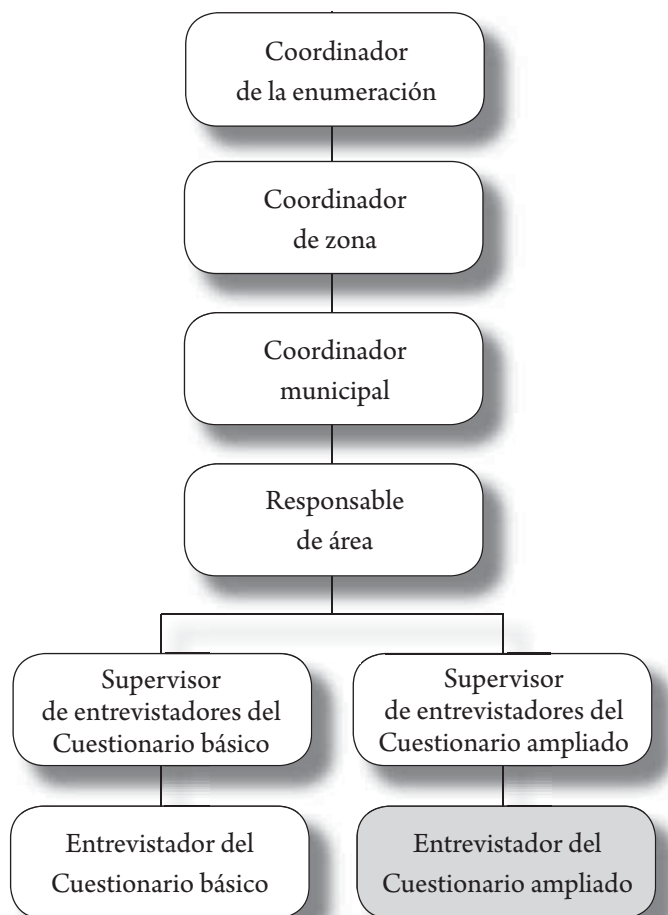 Coordinador
de la enumeración
Coordinador
de zona
Coordinador
municipal
Responsable
de área
Supervisor
de entrevistadores del
Cuestionario básico
Supervisor
de entrevistadores del
Cuestionario ampliado
Entrevistador del
Cuestionario básico
Entrevistador del
Cuestionario ampliado